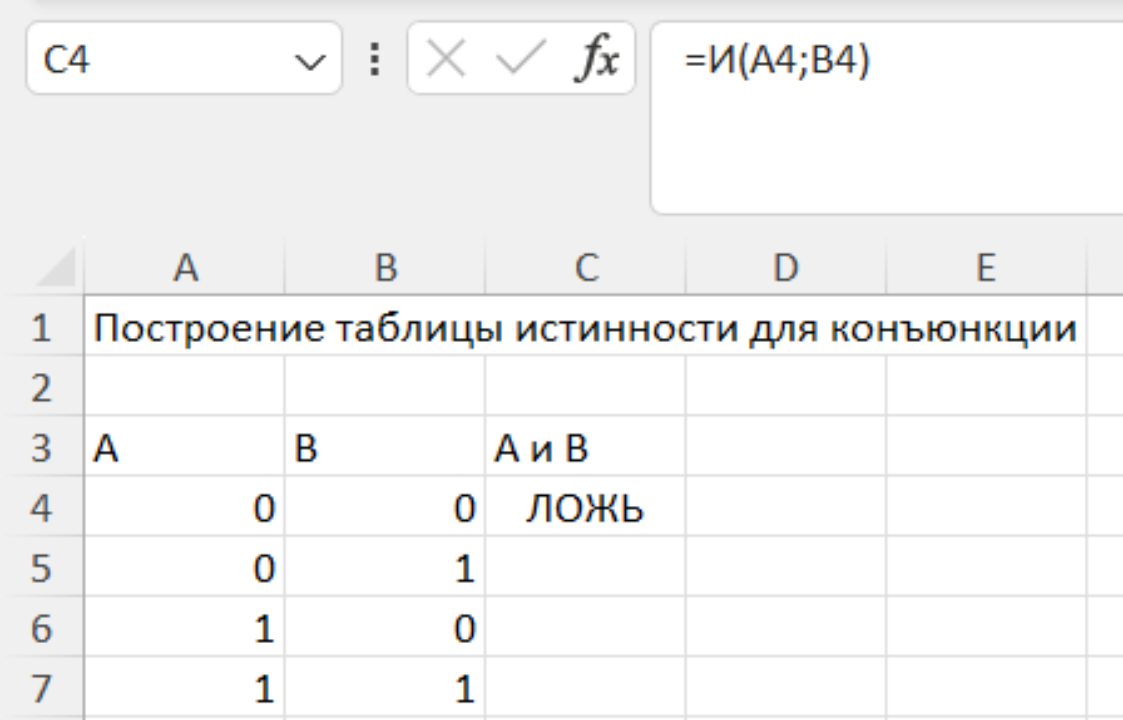 C4 fx =И(A4;B4)
A B C D E
1 Построение таблицы истинности для конъюнкции
2
3 A B A и B
4 0 0 ЛОЖЬ
5 0 1
6 1 0
7 1 1